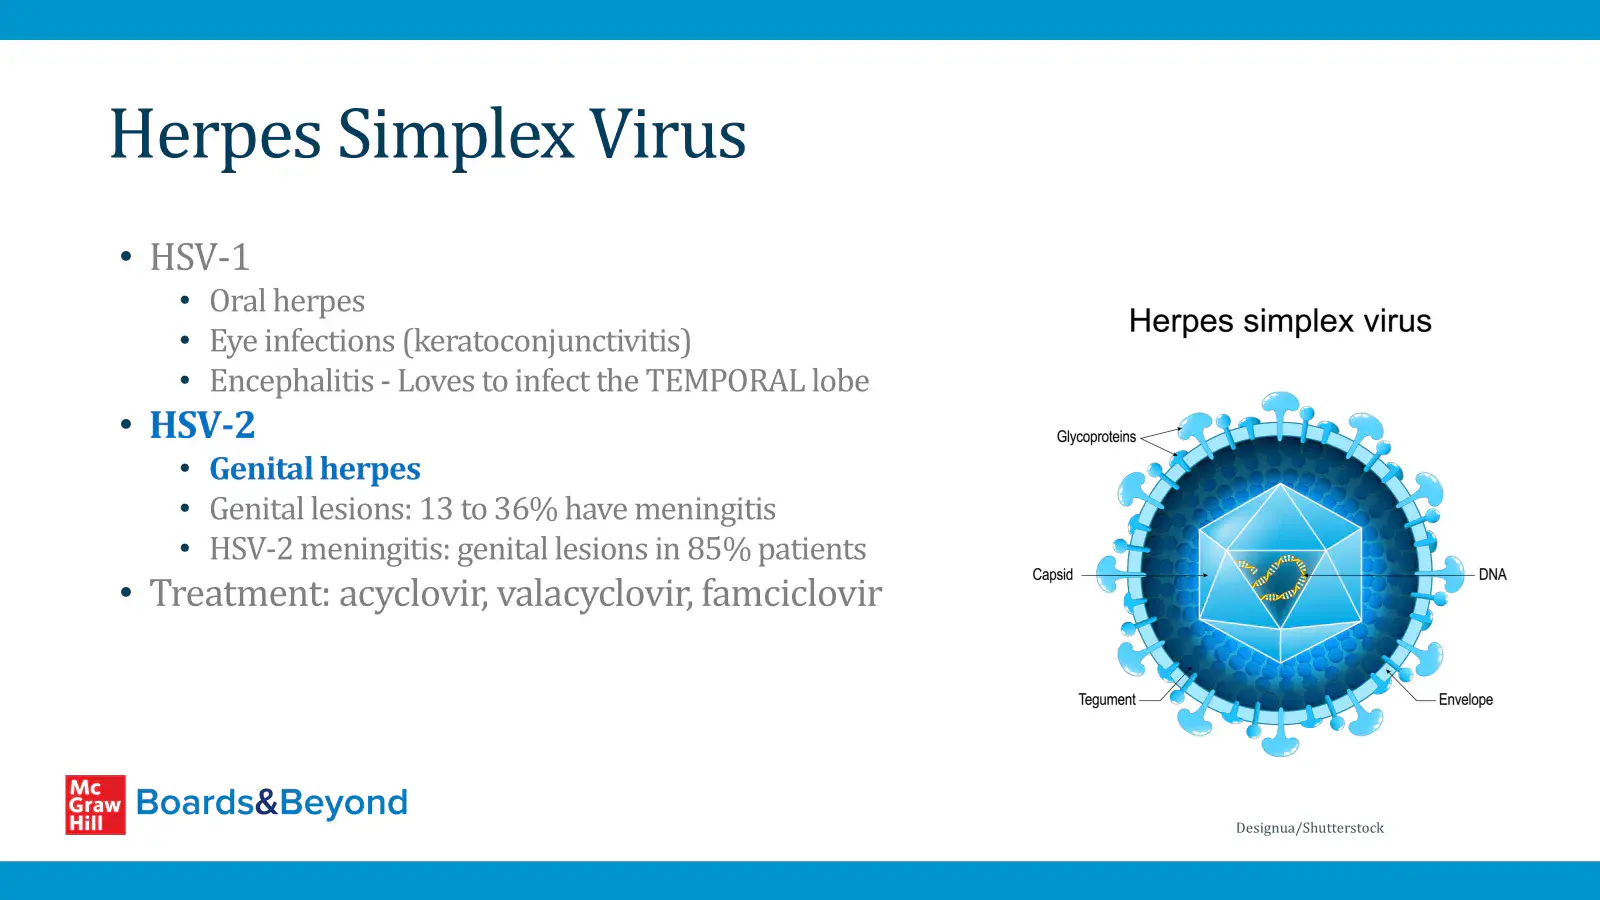 Herpes Simplex Virus
• HSV-1
• Oral herpes
• Eye infections (keratoconjunctivitis)
• Encephalitis - Loves to infect the TEMPORAL lobe
• HSV-2
• Genital herpes
• Genital lesions: 13 to 36% have meningitis
• HSV-2 meningitis: genital lesions in 85% patients
• Treatment: acyclovir, valacyclovir, famciclovir
Herpes simplex virus
Glycoproteins
Capsid
DNA
Tegument
Envelope
Mc
Graw
Hill
Boards&Beyond
Designua/Shutterstock